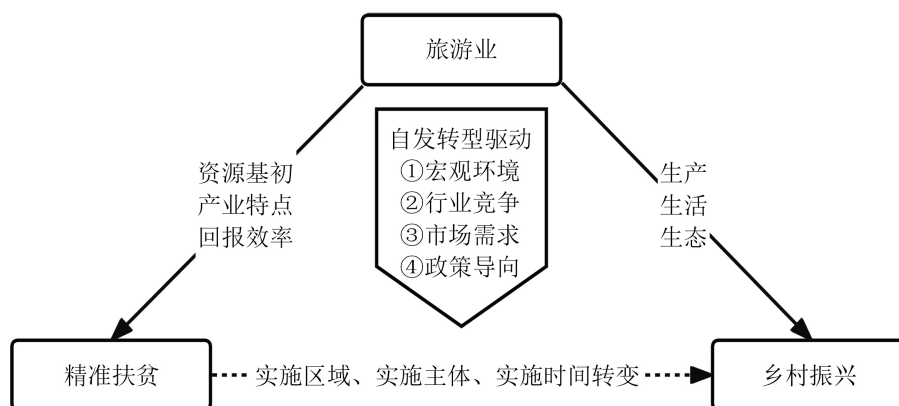 旅游业
自发转型驱动
①宏观环境
②行业竞争
③市场需求
④政策导向
资源基初
产业特点
回报效率
生产
生活
生态
精准扶贫
实施区域、实施主体、实施时间转变
乡村振兴